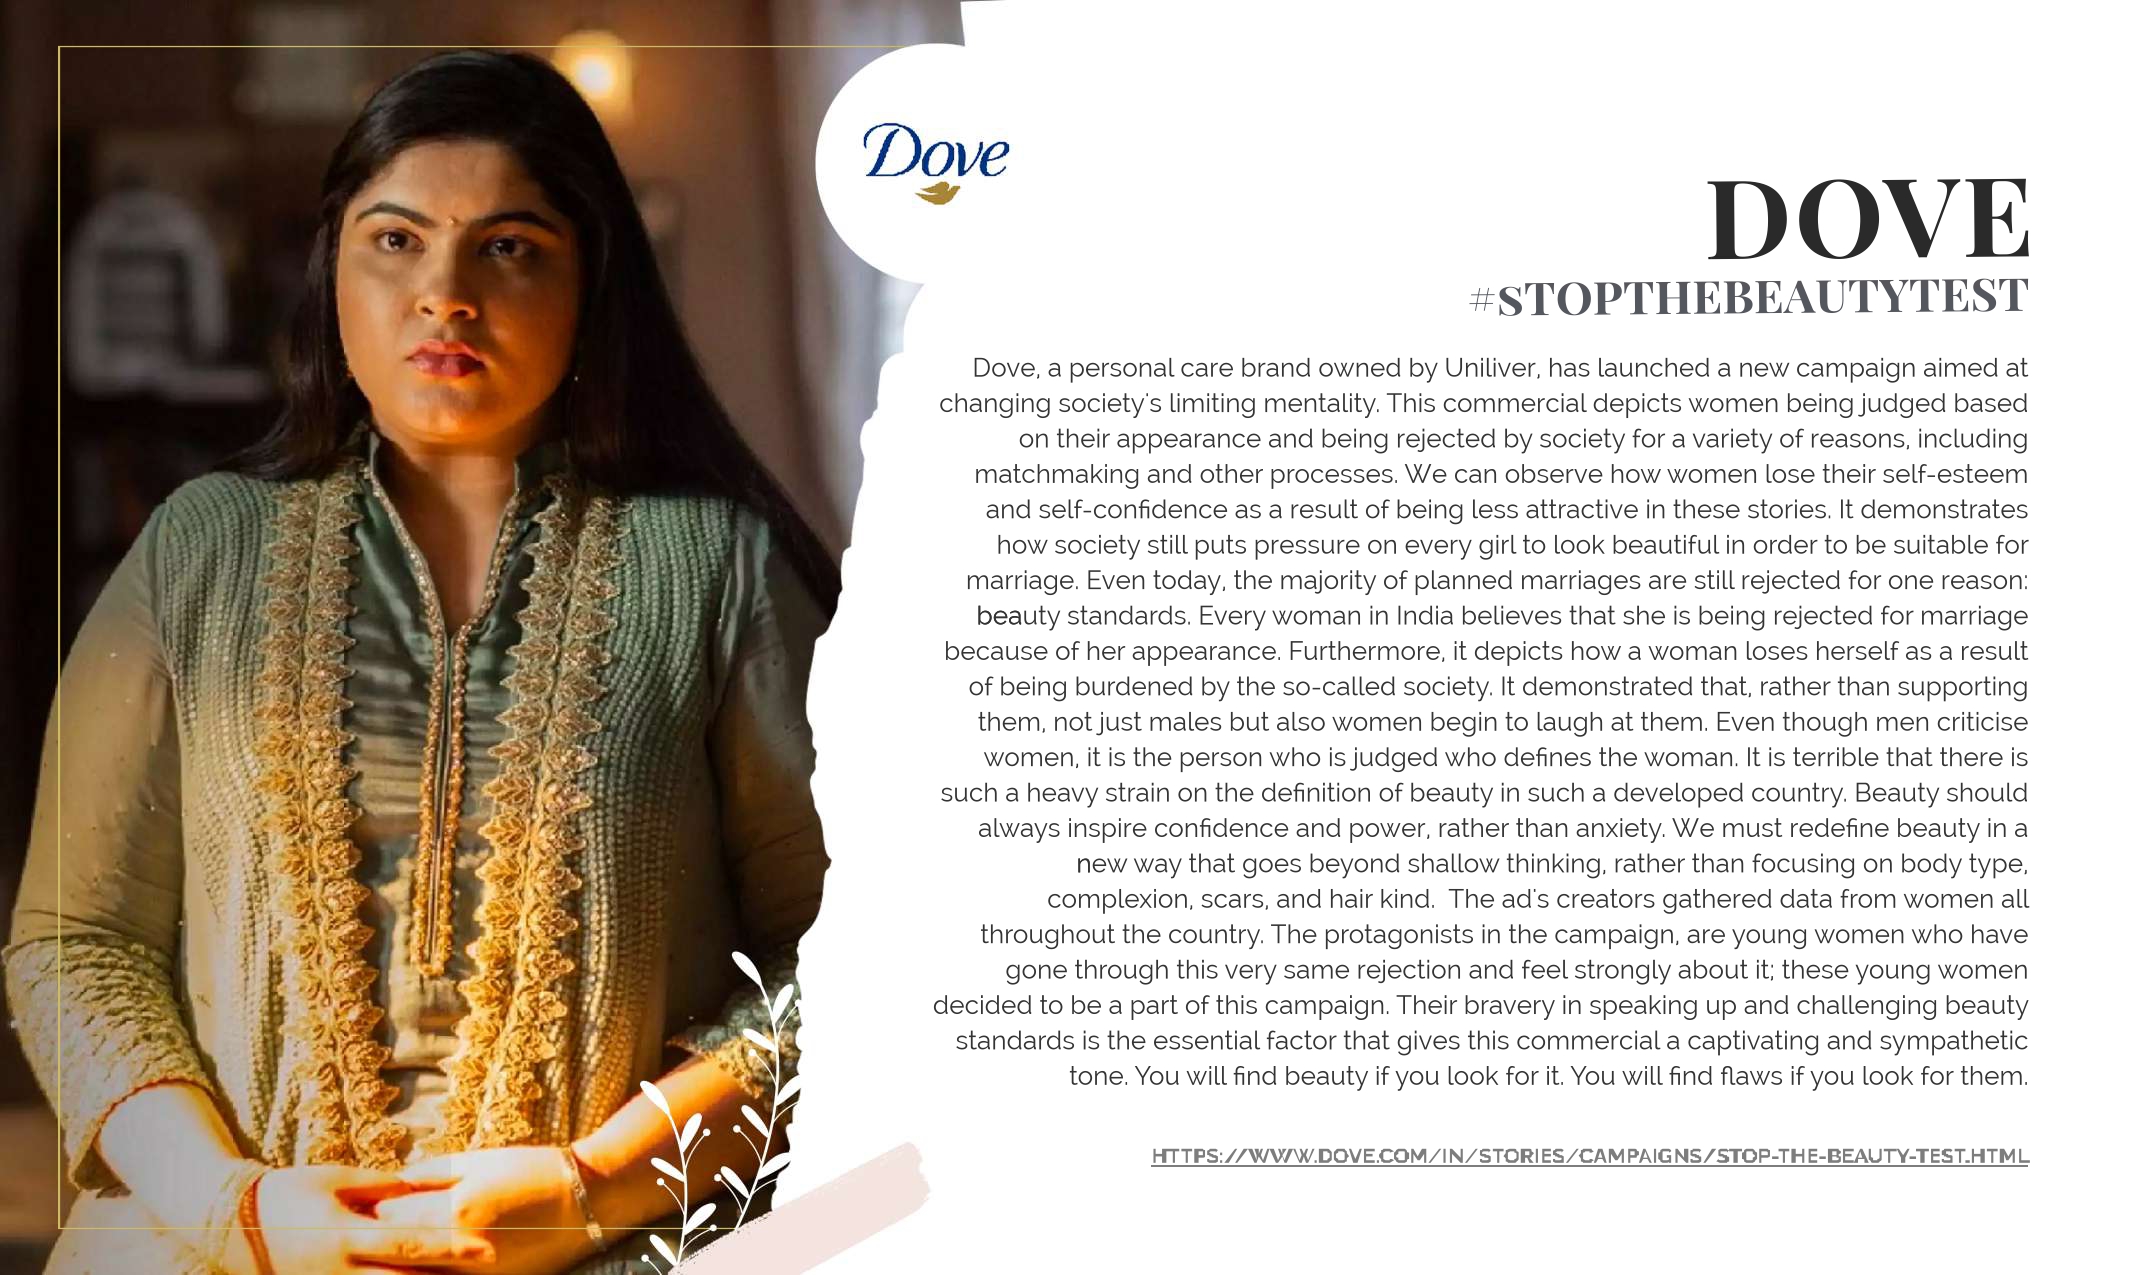 Dove
DOVE
#STOPTHEBEAUTYTEST
Dove, a personal care brand owned by Uniliver, has launched a new campaign aimed at
changing society's limiting mentality. This commercial depicts women being judged based
on their appearance and being rejected by society for a variety of reasons, including
matchmaking and other processes. We can observe how women lose their self-esteem
and self-confidence as a result of being less attractive in these stories. It demonstrates
how society still puts pressure on every girl to look beautiful in order to be suitable for
marriage. Even today, the majority of planned marriages are still rejected for one reason:
beauty standards. Every woman in India believes that she is being rejected for marriage
because of her appearance. Furthermore, it depicts how a woman loses herself as a result
of being burdened by the so-called society. It demonstrated that, rather than supporting
them, not just males but also women begin to laugh at them. Even though men criticise
women, it is the person who is judged who defines the woman. It is terrible that there is
such a heavy strain on the definition of beauty in such a developed country. Beauty should
always inspire confidence and power, rather than anxiety. We must redefine beauty in a
new way that goes beyond shallow thinking, rather than focusing on body type,
complexion, scars, and hair kind.  The ad's creators gathered data from women all
throughout the country. The protagonists in the campaign, are young women who have
gone through this very same rejection and feel strongly about it; these young women
decided to be a part of this campaign. Their bravery in speaking up and challenging beauty
standards is the essential factor that gives this commercial a captivating and sympathetic
tone. You will find beauty if you look for it. You will find flaws if you look for them.
HTTPS://WWW.DOVE.COM/IN/STORIES/CAMPAIGNS/STOP-THE-BEAUTY-TEST.HTML